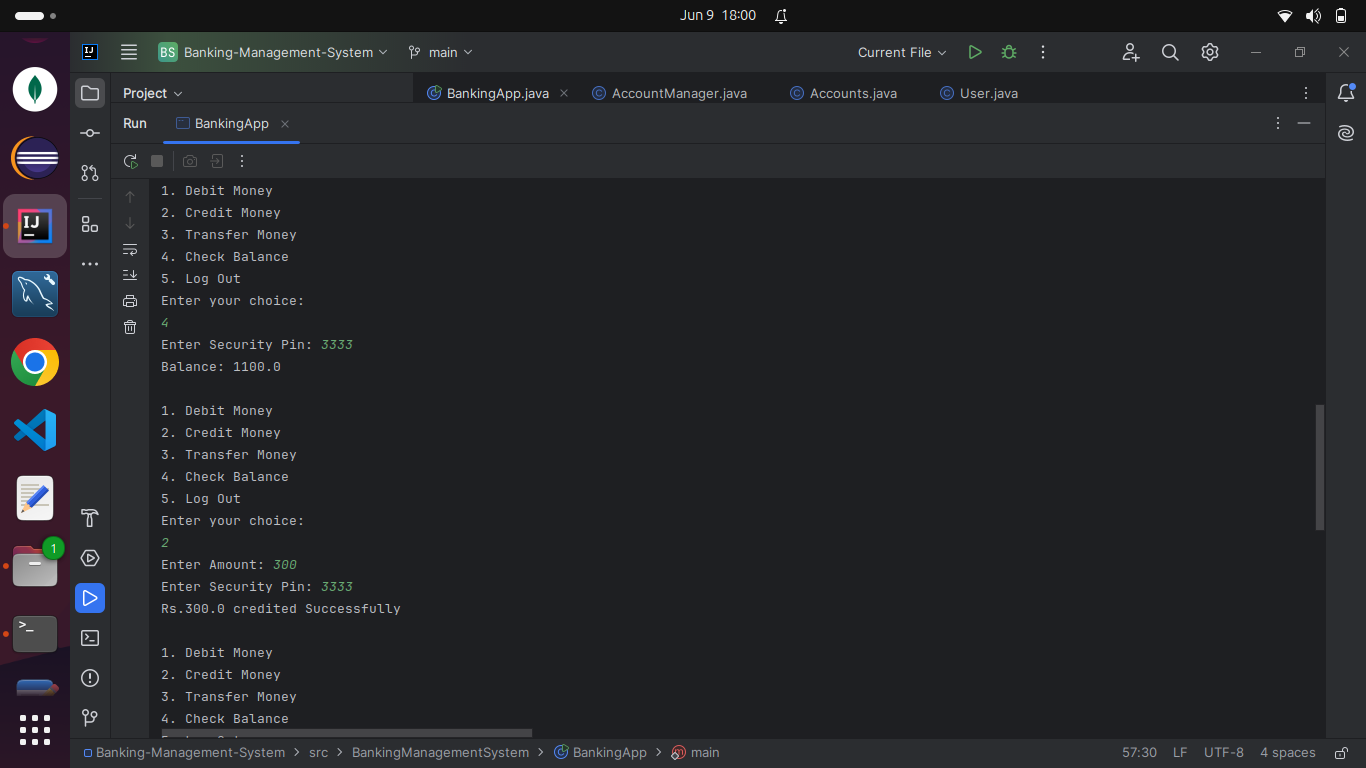 Jun 9 18:00
BS Banking-Management-System main Current File
Project BankingApp.java AccountManager.java Accounts.java User.java
Run BankingApp
1. Debit Money
2. Credit Money
3. Transfer Money
4. Check Balance
5. Log Out
Enter your choice:
4
Enter Security Pin: 3333
Balance: 1100.0
1. Debit Money
2. Credit Money
3. Transfer Money
4. Check Balance
5. Log Out
Enter your choice:
2
Enter Amount: 300
Enter Security Pin: 3333
Rs.300.0 credited Successfully
1. Debit Money
2. Credit Money
3. Transfer Money
4. Check Balance
IJ
IJ
1
>_
Banking-Management-System > src > BankingManagementSystem > BankingApp > main 57:30 LF UTF-8 4 spaces